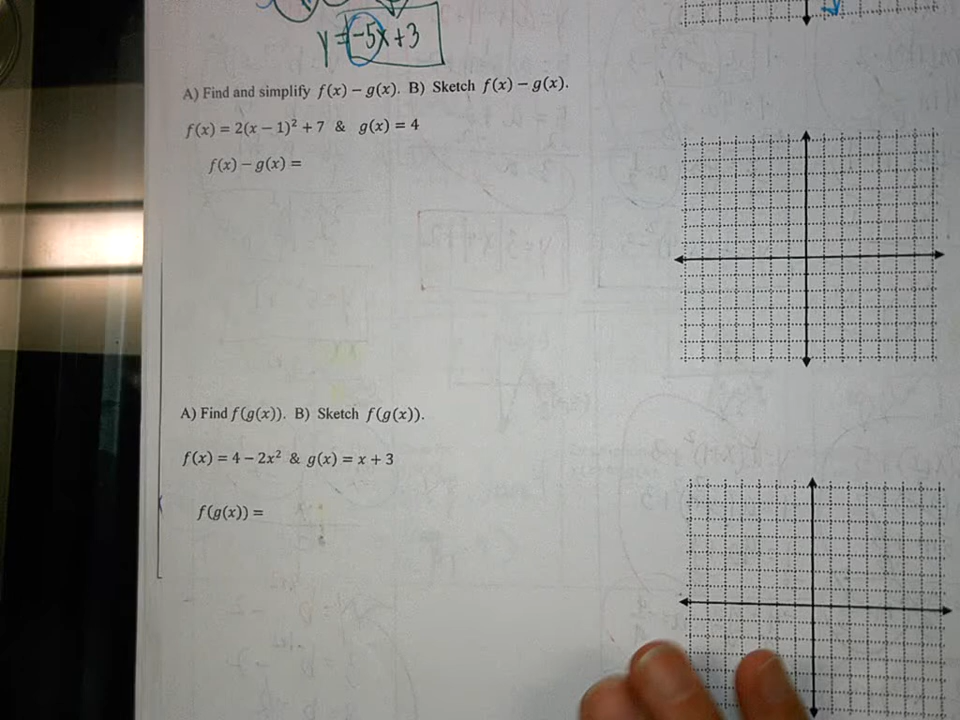 y = -5x + 3
A) Find and simplify f(x) − g(x). B) Sketch f(x) − g(x).
f(x) = 2(x − 1)² + 7 & g(x) = 4
f(x) − g(x) =
A) Find f(g(x)). B) Sketch f(g(x)).
f(x) = 4 − 2x² & g(x) = x + 3
f(g(x)) =